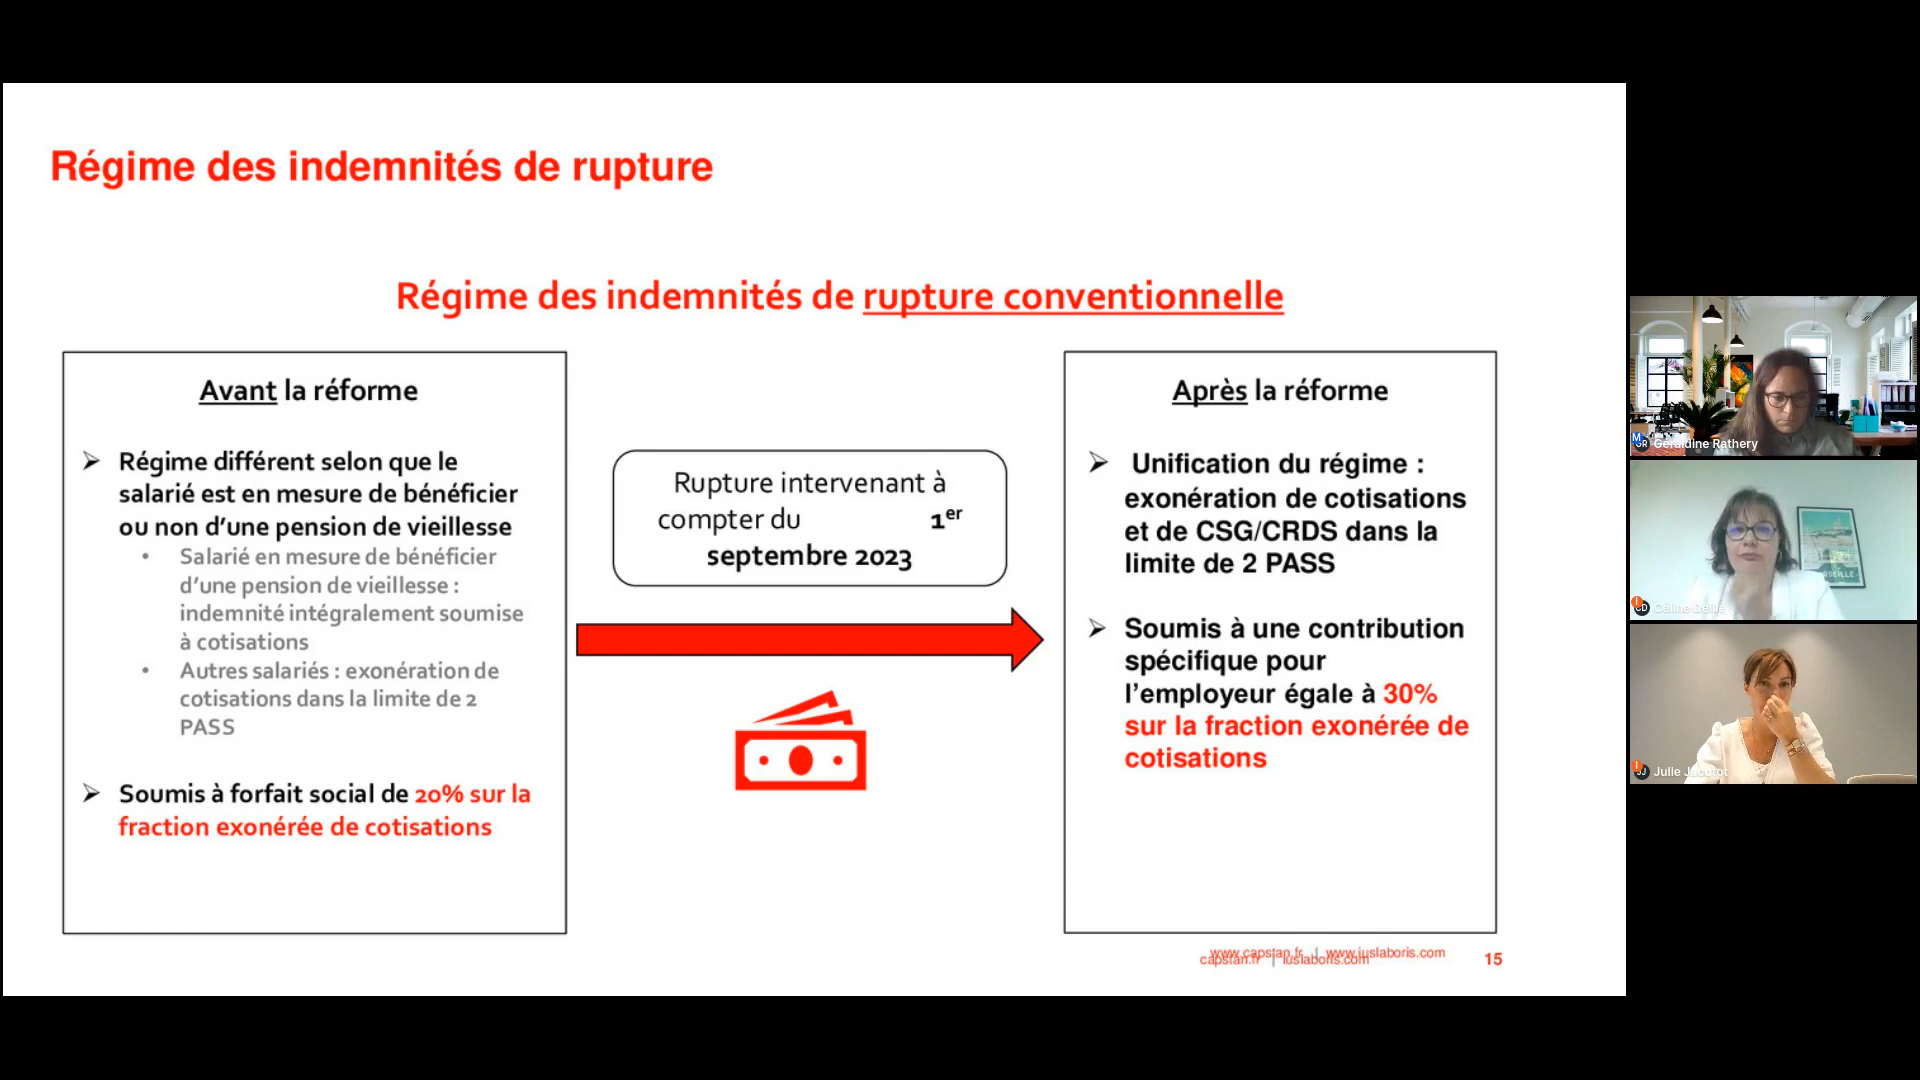 Régime des indemnités de rupture
Régime des indemnités de rupture conventionnelle
Avant la réforme
Régime différent selon que le
salarié est en mesure de bénéficier
ou non d’une pension de vieillesse
Salarié en mesure de bénéficier
d’une pension de vieillesse :
indemnité intégralement soumise
à cotisations
Autres salariés : exonération de
cotisations dans la limite de 2
PASS
Soumis à forfait social de 20% sur la
fraction exonérée de cotisations
Rupture intervenant à
compter du 1er
septembre 2023
Après la réforme
Unification du régime :
exonération de cotisations
et de CSG/CRDS dans la
limite de 2 PASS
Soumis à une contribution
spécifique pour
l’employeur égale à 30%
sur la fraction exonérée de
cotisations
www.capstan.fr | www.iuslaboris.com
capstan.fr | iuslaboris.com
15
M
GR
Géraldine Rathery
CD
Céline
JJ
Julie Jacotot